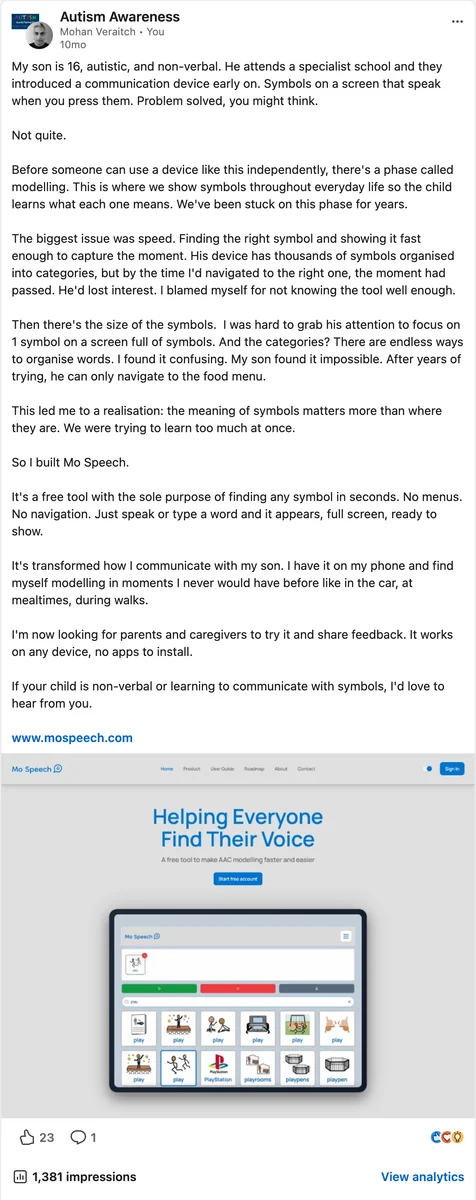 Autism Awareness
Mohan Veraitch • You
10mo
My son is 16, autistic, and non-verbal. He attends a specialist school and they
introduced a communication device early on. Symbols on a screen that speak
when you press them. Problem solved, you might think.
Not quite.
Before someone can use a device like this independently, there's a phase called
modelling. This is where we show symbols throughout everyday life so the child
learns what each one means. We've been stuck on this phase for years.
The biggest issue was speed. Finding the right symbol and showing it fast
enough to capture the moment. His device has thousands of symbols organised
into categories, but by the time I'd navigated to the right one, the moment had
passed. He'd lost interest. I blamed myself for not knowing the tool well enough.
Then there's the size of the symbols.  I was hard to grab his attention to focus on
1 symbol on a screen full of symbols. And the categories? There are endless ways
to organise words. I found it confusing. My son found it impossible. After years of
trying, he can only navigate to the food menu.
This led me to a realisation: the meaning of symbols matters more than where
they are. We were trying to learn too much at once.
So I built Mo Speech.
It's a free tool with the sole purpose of finding any symbol in seconds. No menus.
No navigation. Just speak or type a word and it appears, full screen, ready to
show.
It's transformed how I communicate with my son. I have it on my phone and find
myself modelling in moments I never would have before like in the car, at
mealtimes, during walks.
I'm now looking for parents and caregivers to try it and share feedback. It works
on any device, no apps to install.
If your child is non-verbal or learning to communicate with symbols, I'd love to
hear from you.
www.mospeech.com
Mo Speech Home Product User Guide Roadmap About Contact Sign in
Helping Everyone
Find Their Voice
A free tool to make AAC modelling faster and easier
Start free account
Mo Speech
play
play
play play play play play play
play play PlayStation playrooms playpens playpen
23 1
1,381 impressions View analytics